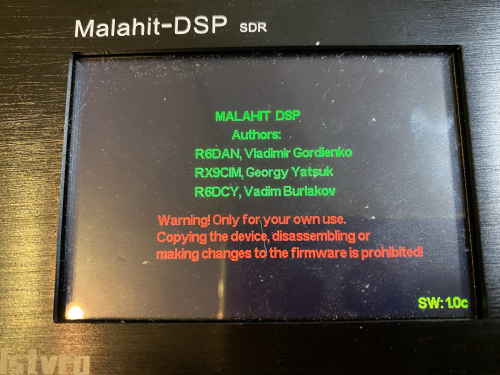 Malahit-DSP SDR
MALAHIT DSP
Authors:
R6DAN, Vladimir Gordienko
RX9CIM, Georgy Yatsuk
R6DCY, Vadim Burlakov
Warning! Only for your own use.
Copying the device, disassembling or
making changes to the firmware is prohibited!
SW: 1.0c